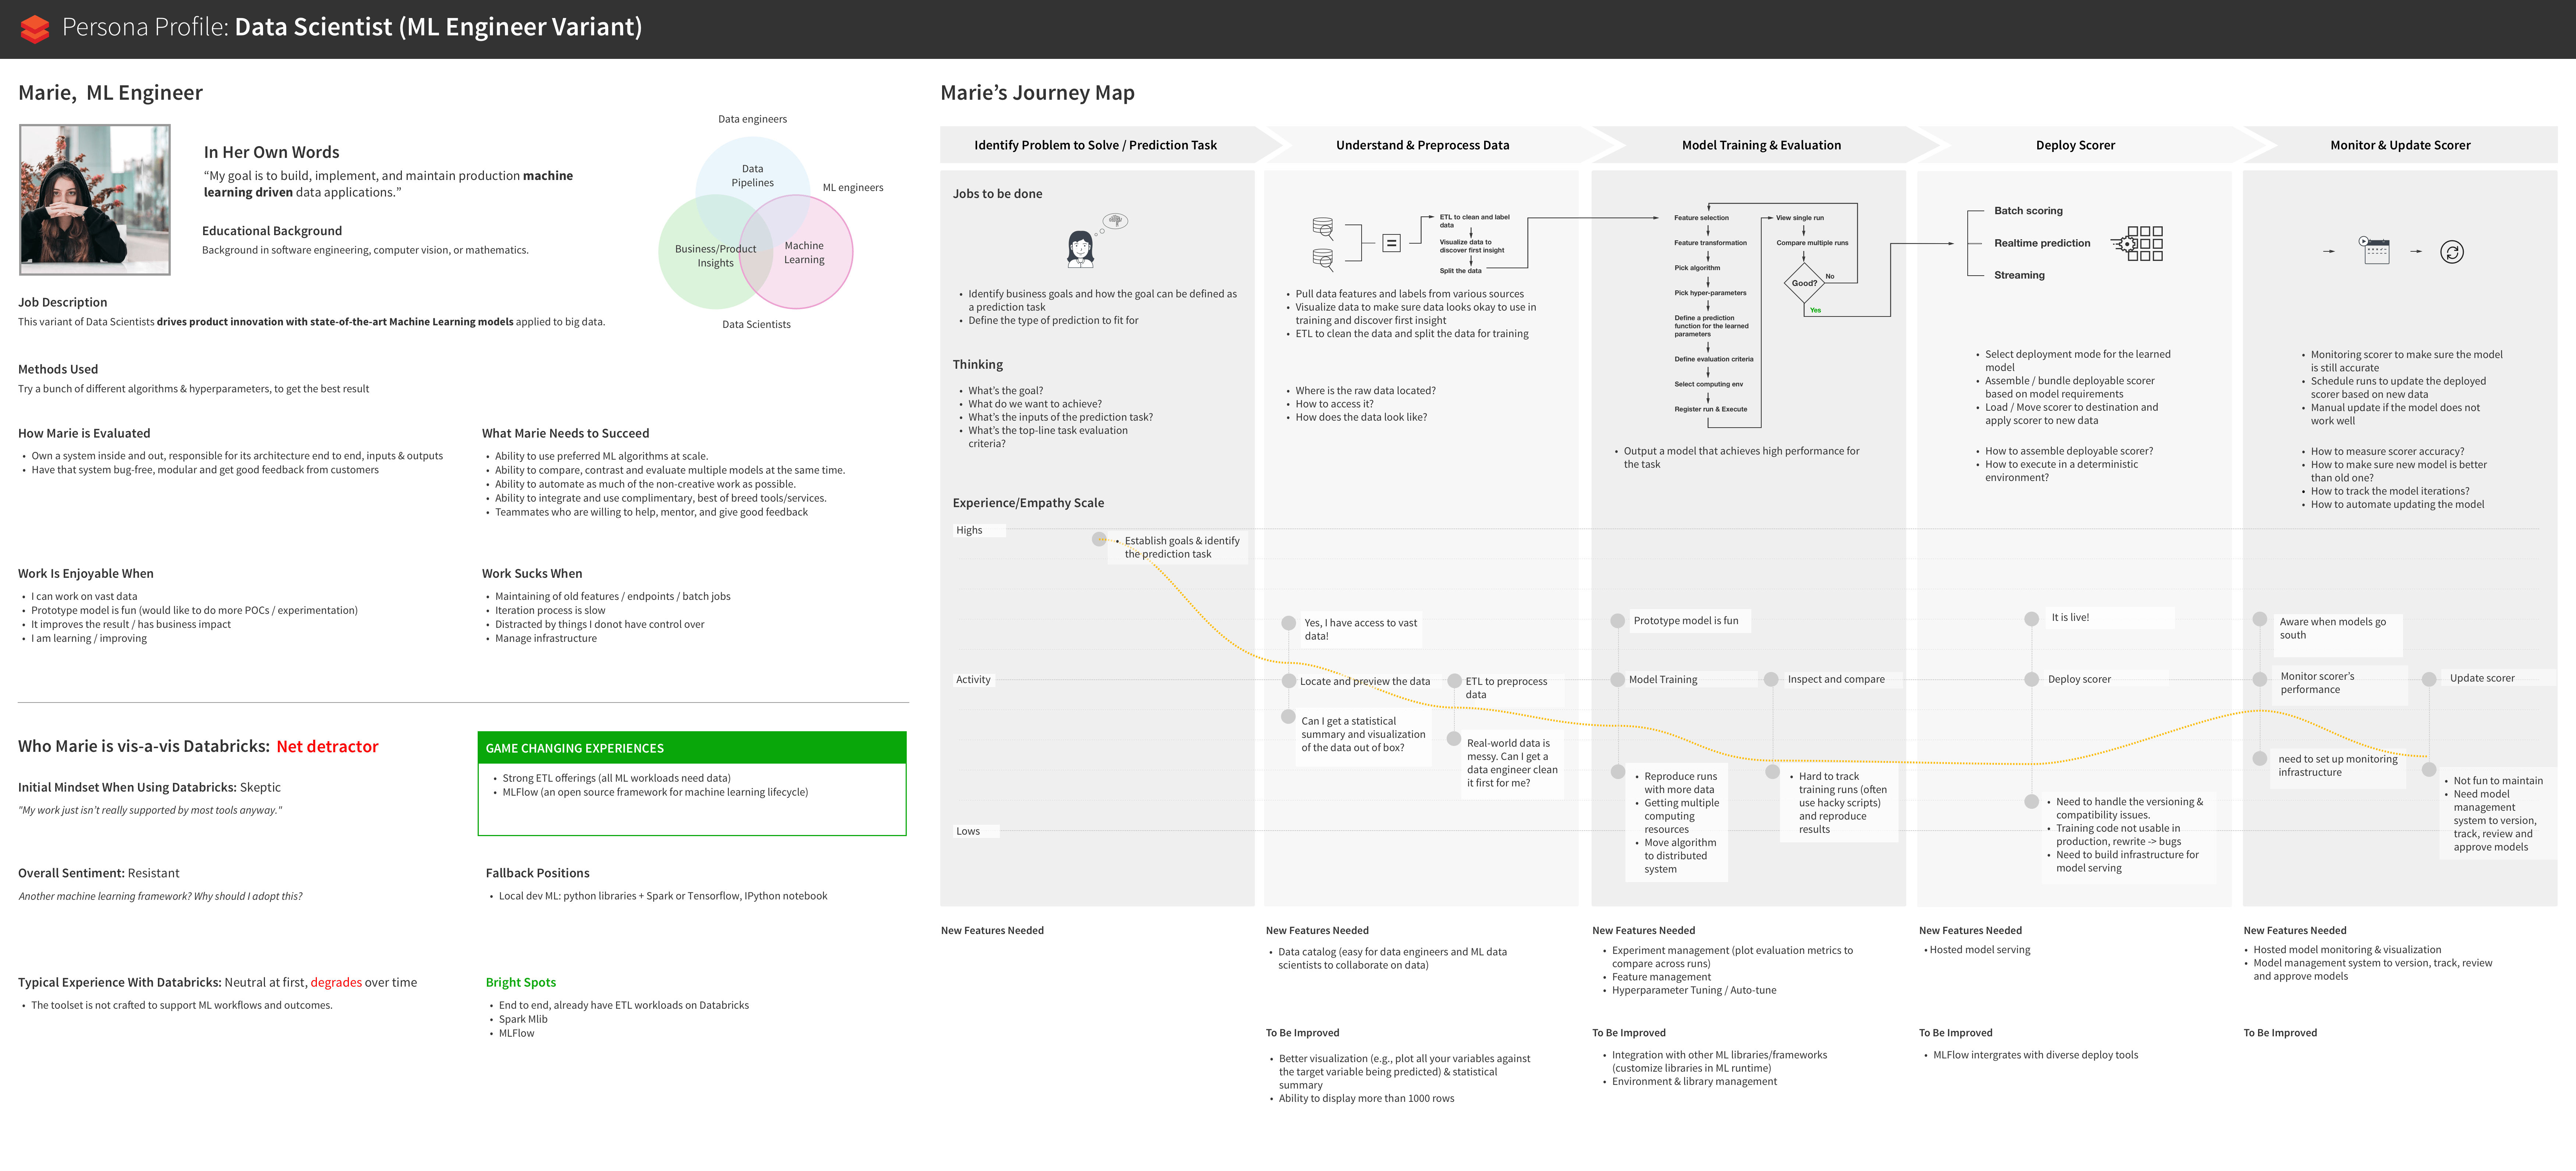 Persona Profile: Data Scientist (ML Engineer Variant)
Marie, ML Engineer
In Her Own Words
“My goal is to build, implement, and maintain production machine
learning driven data applications.”
Educational Background
Background in software engineering, computer vision, or mathematics.
Data engineers
Data
Pipelines
ML engineers
Business/Product
Insights
Machine
Learning
Data Scientists
Job Description
This variant of Data Scientists drives product innovation with state-of-the-art Machine Learning models applied to big data.
Methods Used
Try a bunch of different algorithms & hyperparameters, to get the best result
How Marie is Evaluated
• Own a system inside and out, responsible for its architecture end to end, inputs & outputs
• Have that system bug-free, modular and get good feedback from customers
What Marie Needs to Succeed
• Ability to use preferred ML algorithms at scale.
• Ability to compare, contrast and evaluate multiple models at the same time.
• Ability to automate as much of the non-creative work as possible.
• Ability to integrate and use complimentary, best of breed tools/services.
• Teammates who are willing to help, mentor, and give good feedback
Work Is Enjoyable When
• I can work on vast data
• Prototype model is fun (would like to do more POCs / experimentation)
• It improves the result / has business impact
• I am learning / improving
Work Sucks When
• Maintaining of old features / endpoints / batch jobs
• Iteration process is slow
• Distracted by things I donot have control over
• Manage infrastructure
Who Marie is vis-a-vis Databricks: Net detractor
Initial Mindset When Using Databricks: Skeptic
"My work just isn't really supported by most tools anyway."
GAME CHANGING EXPERIENCES
• Strong ETL offerings (all ML workloads need data)
• MLFlow (an open source framework for machine learning lifecycle)
Overall Sentiment: Resistant
Another machine learning framework? Why should I adopt this?
Fallback Positions
• Local dev ML: python libraries + Spark or Tensorflow, IPython notebook
Typical Experience With Databricks: Neutral at first, degrades over time
• The toolset is not crafted to support ML workflows and outcomes.
Bright Spots
• End to end, already have ETL workloads on Databricks
• Spark Mlib
• MLFlow
Marie’s Journey Map
Identify Problem to Solve / Prediction Task
Understand & Preprocess Data
Model Training & Evaluation
Deploy Scorer
Monitor & Update Scorer
Jobs to be done
• Identify business goals and how the goal can be defined as
a prediction task
• Define the type of prediction to fit for
ETL to clean and label
data
Visualize data to
discover first insight
Split the data
• Pull data features and labels from various sources
• Visualize data to make sure data looks okay to use in
training and discover first insight
• ETL to clean the data and split the data for training
Feature selection
Feature transformation
Pick algorithm
Pick hyper-parameters
Define a prediction
function for the learned
parameters
Define evaluation criteria
Select computing env
Register run & Execute
View single run
Compare multiple runs
Good?
No
Yes
• Output a model that achieves high performance for
the task
Batch scoring
Realtime prediction
Streaming
• Select deployment mode for the learned
model
• Assemble / bundle deployable scorer
based on model requirements
• Load / Move scorer to destination and
apply scorer to new data
• Monitoring scorer to make sure the model
is still accurate
• Schedule runs to update the deployed
scorer based on new data
• Manual update if the model does not
work well
Thinking
• What’s the goal?
• What do we want to achieve?
• What’s the inputs of the prediction task?
• What’s the top-line task evaluation
criteria?
• Where is the raw data located?
• How to access it?
• How does the data look like?
• How to assemble deployable scorer?
• How to execute in a deterministic
environment?
• How to measure scorer accuracy?
• How to make sure new model is better
than old one?
• How to track the model iterations?
• How to automate updating the model
Experience/Empathy Scale
Highs
• Establish goals & identify
the prediction task
Yes, I have access to vast
data!
Prototype model is fun
It is live!
Aware when models go
south
Activity
Locate and preview the data
ETL to preprocess
data
Model Training
Inspect and compare
Deploy scorer
Monitor scorer’s
performance
Update scorer
Can I get a statistical
summary and visualization
of the data out of box?
Real-world data is
messy. Can I get a
data engineer clean
it first for me?
• Reproduce runs
with more data
• Getting multiple
computing
resources
• Move algorithm
to distributed
system
• Hard to track
training runs (often
use hacky scripts)
and reproduce
results
• Need to handle the versioning &
compatibility issues.
• Training code not usable in
production, rewrite -> bugs
• Need to build infrastructure for
model serving
need to set up monitoring
infrastructure
• Not fun to maintain
• Need model
management
system to version,
track, review and
approve models
Lows
New Features Needed
New Features Needed
• Data catalog (easy for data engineers and ML data
scientists to collaborate on data)
New Features Needed
• Experiment management (plot evaluation metrics to
compare across runs)
• Feature management
• Hyperparameter Tuning / Auto-tune
New Features Needed
• Hosted model serving
New Features Needed
• Hosted model monitoring & visualization
• Model management system to version, track, review
and approve models
To Be Improved
• Better visualization (e.g., plot all your variables against
the target variable being predicted) & statistical
summary
• Ability to display more than 1000 rows
To Be Improved
• Integration with other ML libraries/frameworks
(customize libraries in ML runtime)
• Environment & library management
To Be Improved
• MLFlow intergrates with diverse deploy tools
To Be Improved